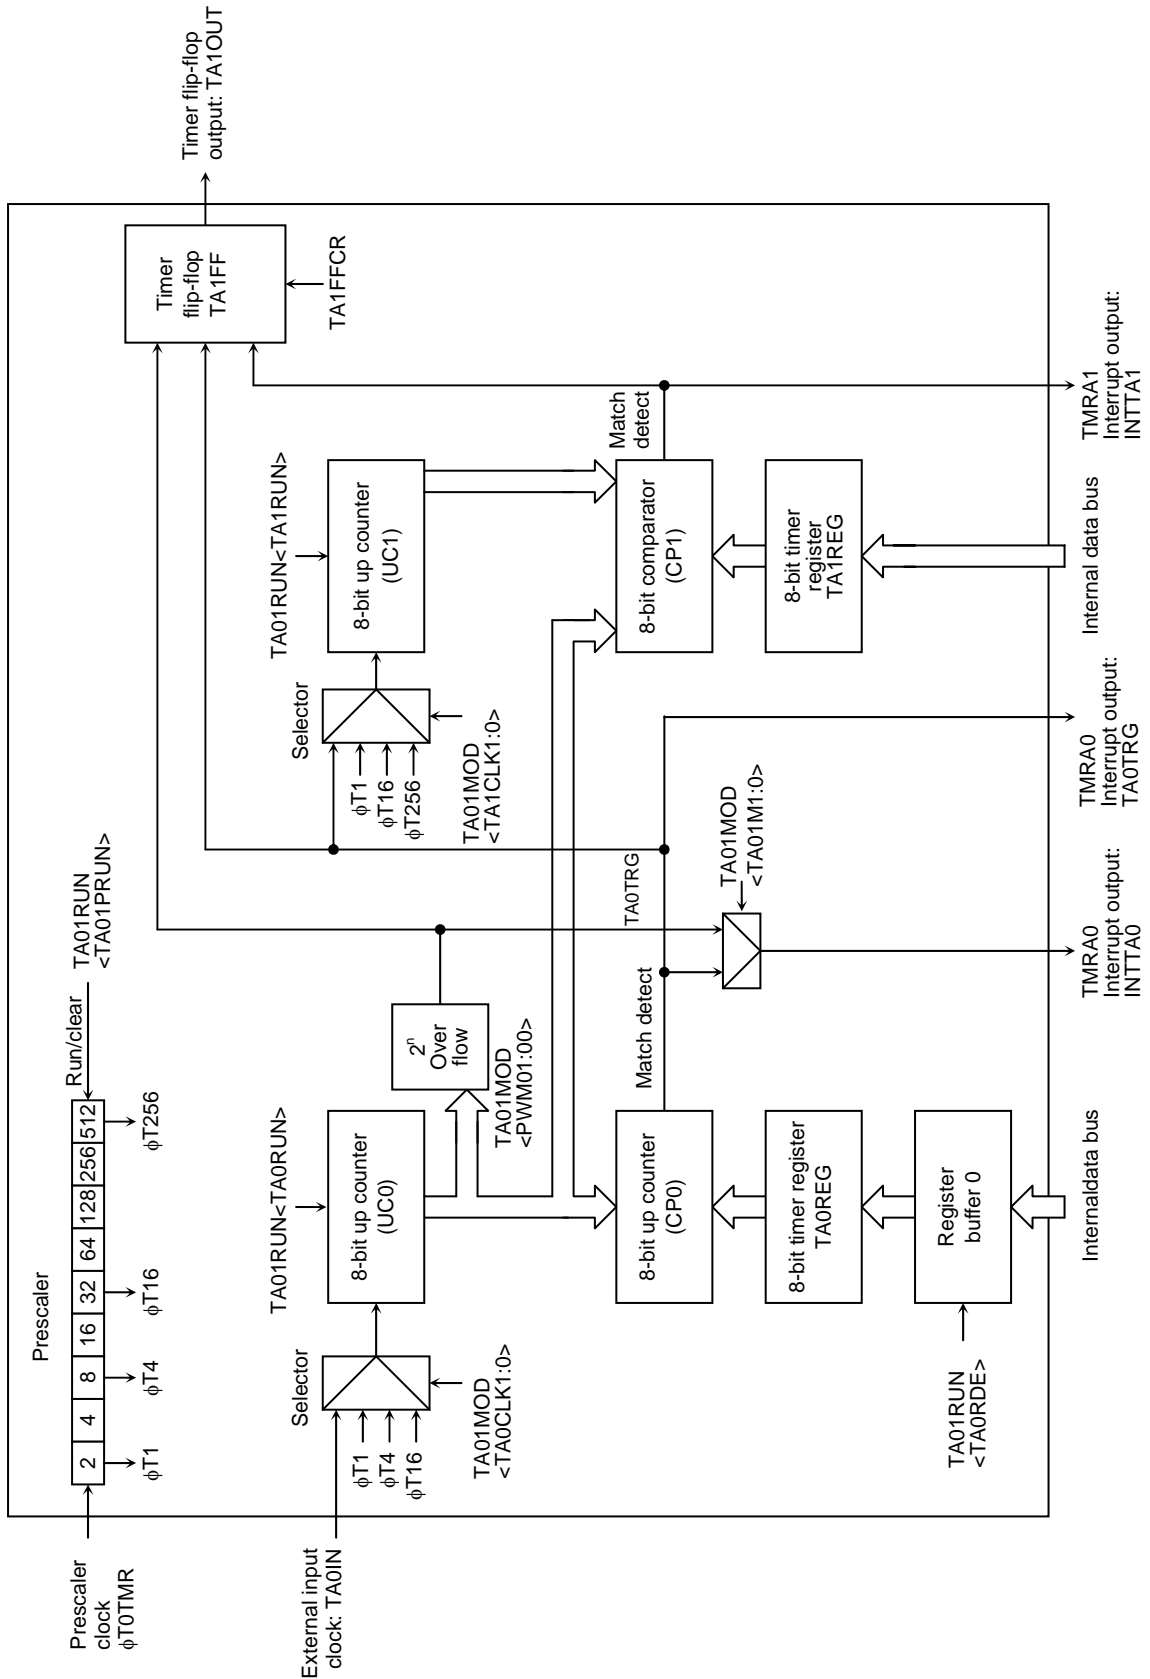 Prescaler
Prescaler
clock
ϕT0TMR
2
4
8
16
32
64
128
256
512
Run/clear
TA01RUN
<TA01PRUN>
ϕT1
ϕT4
ϕT16
ϕT256
External input
clock: TA0IN
ϕT1
ϕT4
ϕT16
Selector
TA01MOD
<TA0CLK1:0>
TA01RUN<TA0RUN>
8-bit up counter
(UC0)
2n
Over
flow
TA01MOD
<PWM01:00>
8-bit up counter
(CP0)
Match detect
8-bit timer register
TA0REG
Register
buffer 0
TA01RUN
<TA0RDE>
Internaldata bus
TA0TRG
TA01MOD
<TA01M1:0>
TMRA0
Interrupt output:
INTTA0
TMRA0
Interrupt output:
TA0TRG
Selector
ϕT1
ϕT16
ϕT256
TA01MOD
<TA1CLK1:0>
TA01RUN<TA1RUN>
8-bit up counter
(UC1)
8-bit comparator
(CP1)
Match
detect
8-bit timer
register
TA1REG
Internal data bus
TMRA1
Interrupt output:
INTTA1
Timer
flip-flop
TA1FF
TA1FFCR
Timer flip-flop
output: TA1OUT